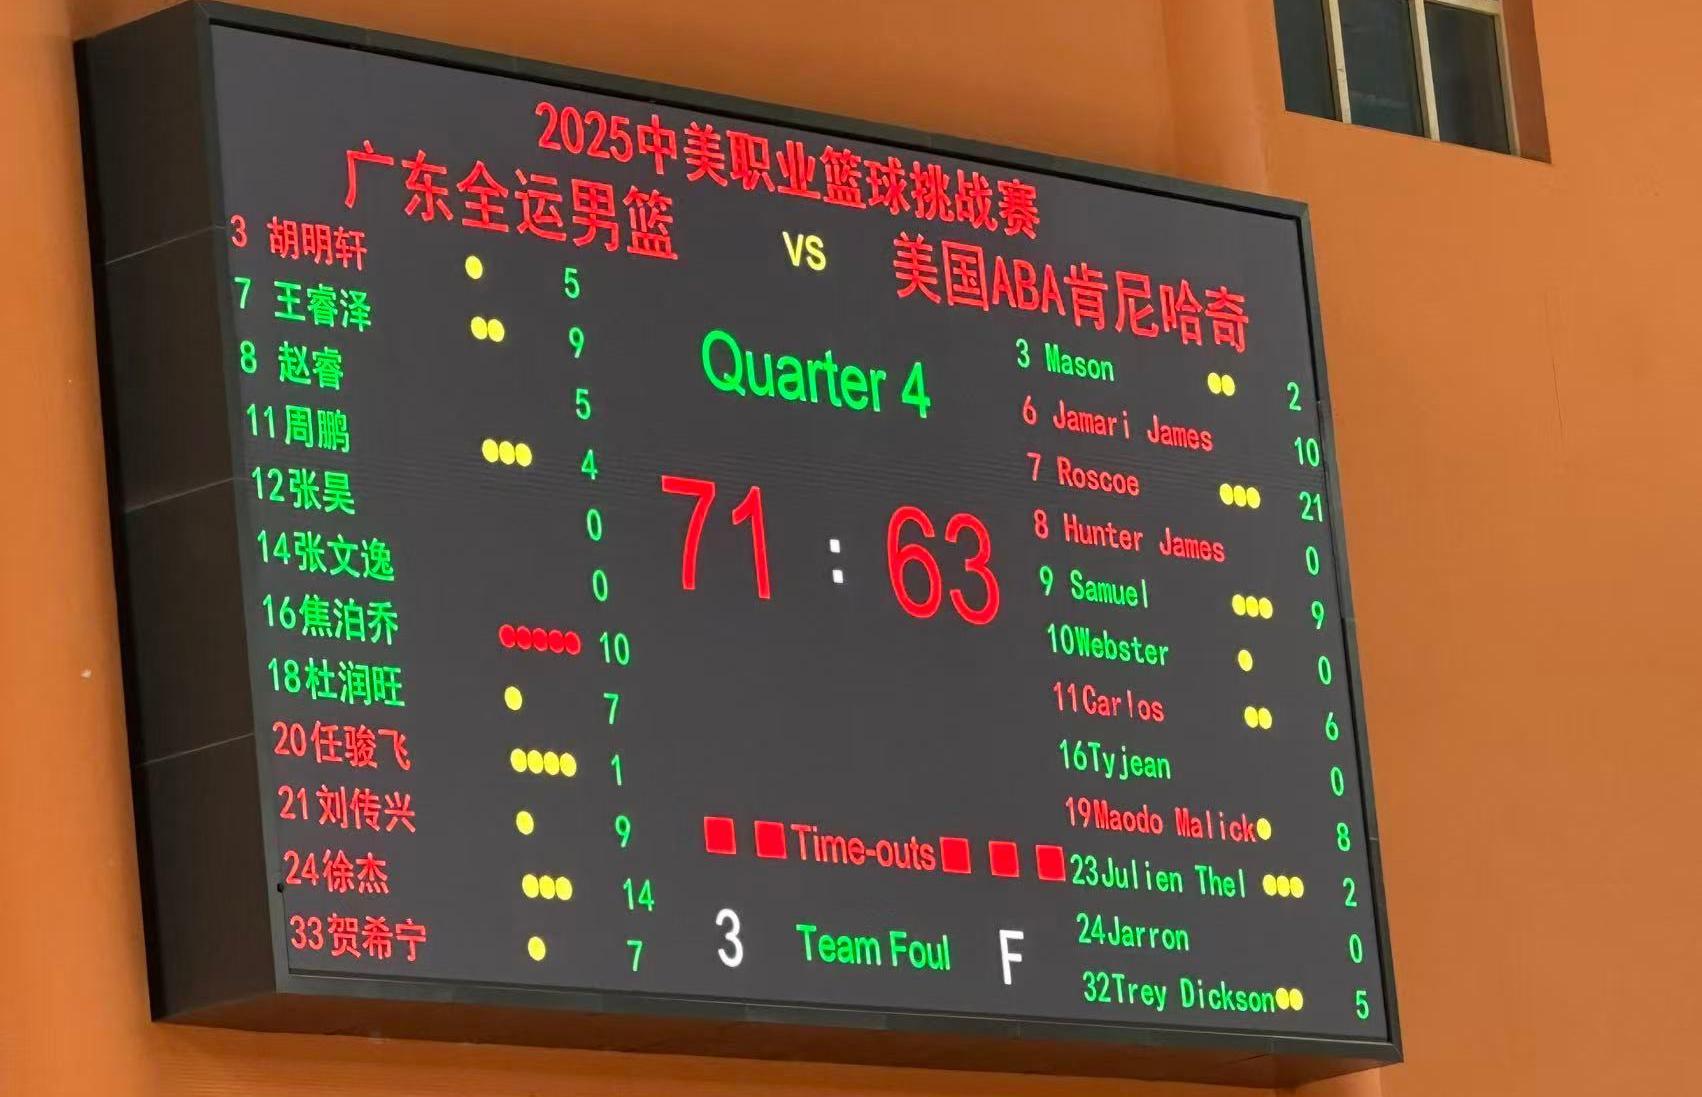 2025中美职业篮球挑战赛
广东全运男篮 VS 美国ABA肯尼哈奇
3 胡明轩 5
7 王睿泽 9
8 赵睿 5
11 周鹏 4
12 张昊 0
14 张文逸 0
16 焦泊乔 10
18 杜润旺 7
20 任骏飞 1
21 刘传兴 9
24 徐杰 14
33 贺希宁 7
Quarter 4
71 : 63
Time-outs
3 Team Foul F
3 Mason 2
6 Jamari James 10
7 Roscoe 21
8 Hunter James 0
9 Samuel 9
10 Webster 0
11 Carlos 6
16 Tyjean 0
19 Maodo Malick 8
23 Julien Thel 2
24 Jarron 0
32 Trey Dickson 5